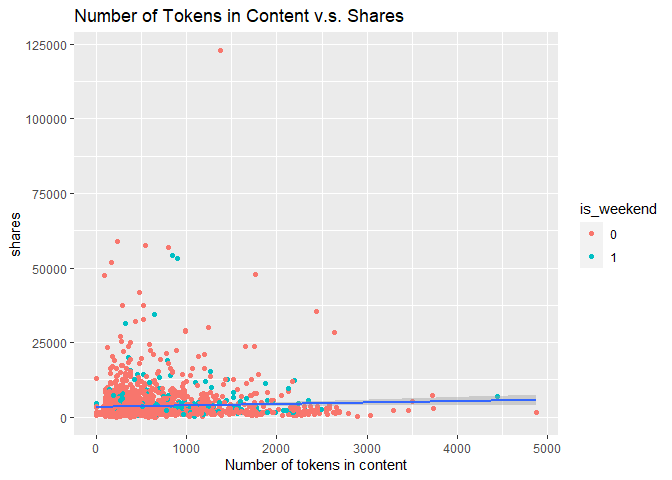 Number of Tokens in Content v.s. Shares
125000
100000
75000
50000
25000
0
shares
0 1000 2000 3000 4000 5000
Number of tokens in content
is_weekend
0
1